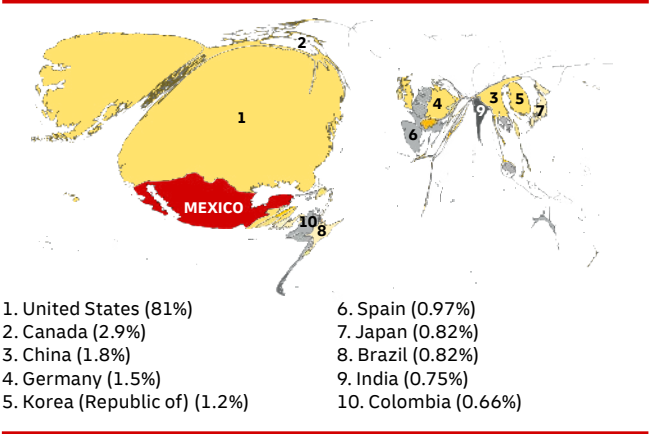 2
1
4
3
5
7
9
6
MEXICO
10
8
1. United States (81%)
2. Canada (2.9%)
3. China (1.8%)
4. Germany (1.5%)
5. Korea (Republic of) (1.2%)
6. Spain (0.97%)
7. Japan (0.82%)
8. Brazil (0.82%)
9. India (0.75%)
10. Colombia (0.66%)